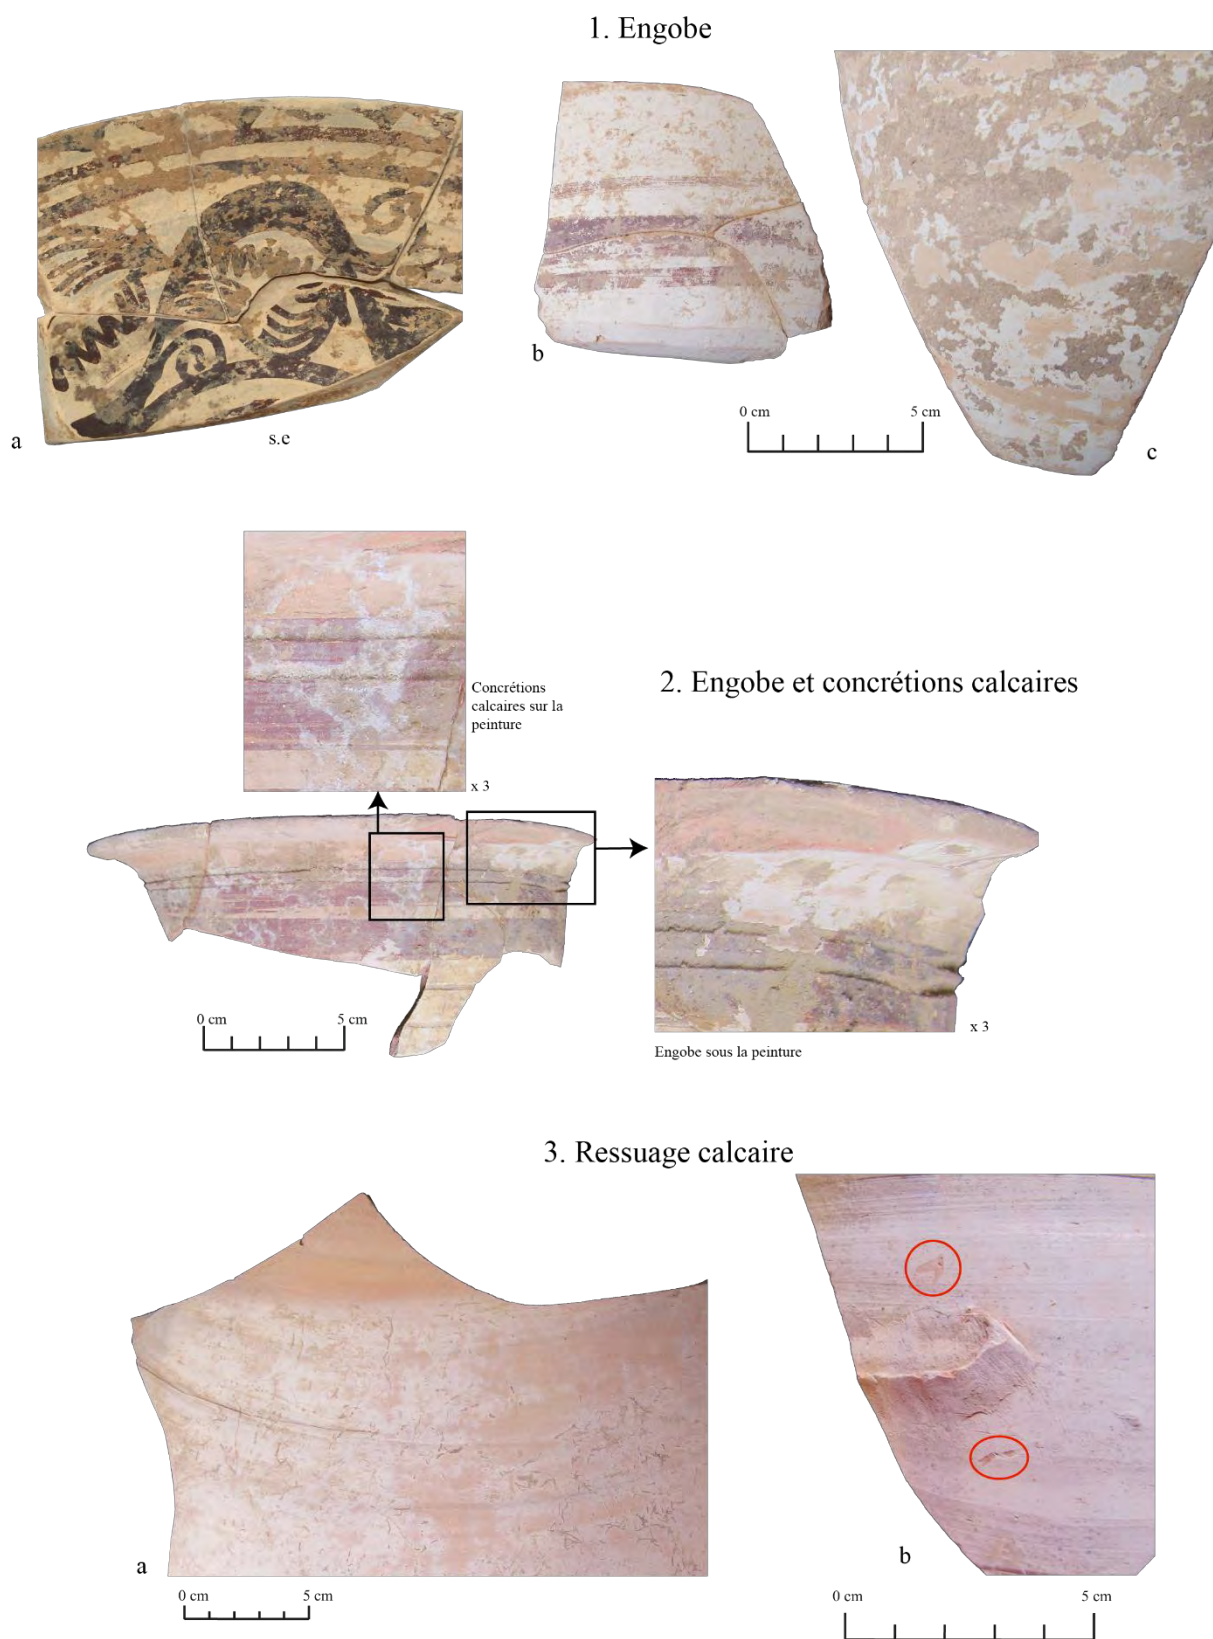 1. Engobe
a
s.e
b
0 cm
5 cm
c
Concrétions
calcaires sur la
peinture
x 3
2. Engobe et concrétions calcaires
0 cm
5 cm
x 3
Engobe sous la peinture
3. Ressuage calcaire
a
0 cm
5 cm
b
0 cm
5 cm